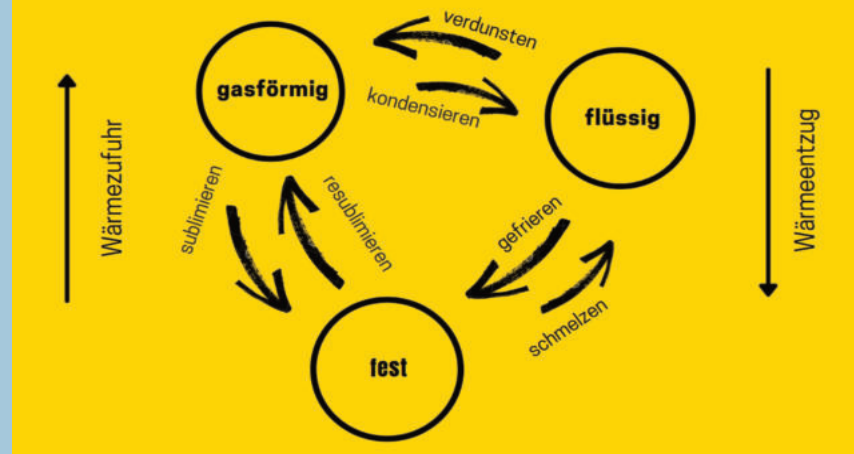 verdunsten
gasförmig
kondensieren
flüssig
Wärmezufuhr
Wärmeentzug
sublimieren
resublimieren
gefrieren
schmelzen
fest